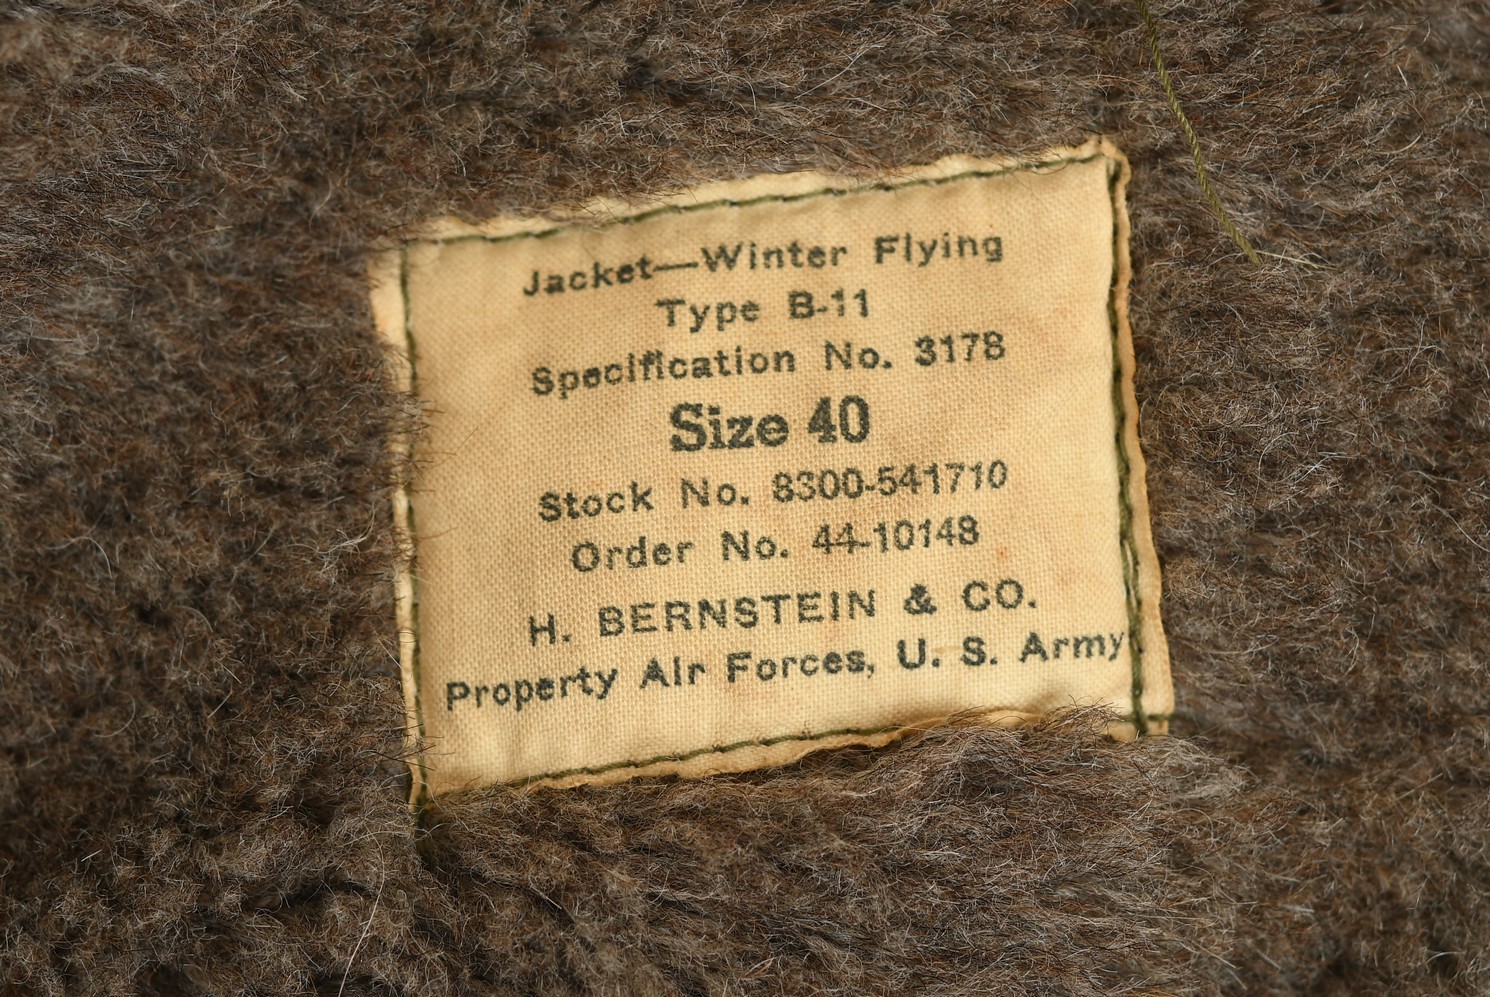 Jacket—Winter Flying
Type B-11
Specification No. 3178
Size 40
Stock No. 8300-541710
Order No. 44-10148
H. BERNSTEIN & CO.
Property Air Forces, U. S. Army